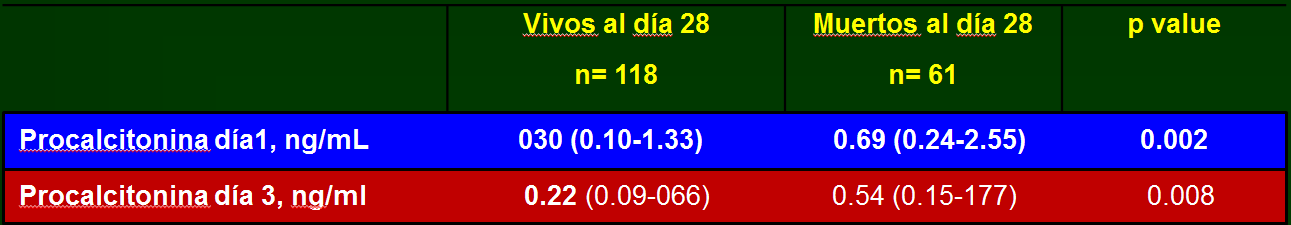 Vivos al día 28 Muertos al día 28 p value
n= 118 n= 61
Procalcitonina día1, ng/mL 030 (0.10-1.33) 0.69 (0.24-2.55) 0.002
Procalcitonina día 3, ng/ml 0.22 (0.09-066) 0.54 (0.15-177) 0.008